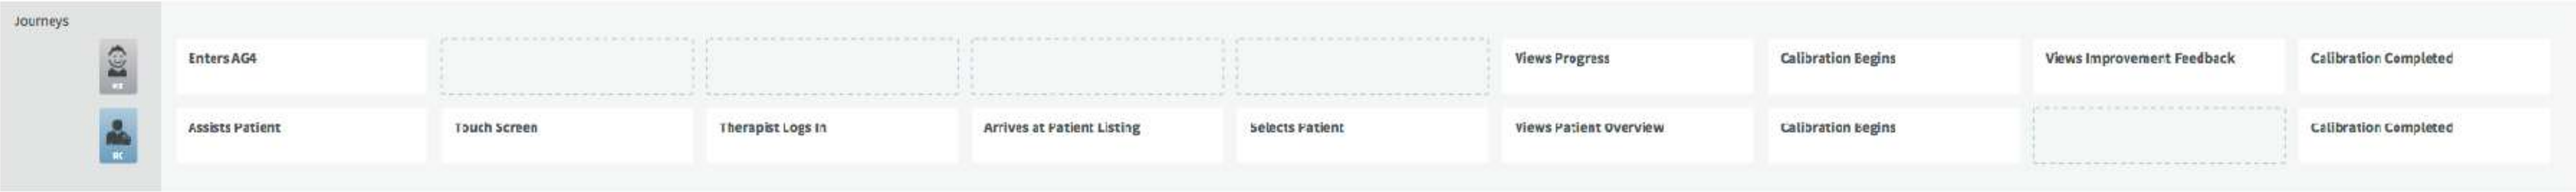 Journeys
Enters AG4
Views Progress
Calibration Begins
Views Improvement Feedback
Calibration Completed
Assists Patient
Touch Screen
Therapist Logs In
Arrives at Patient Listing
Selects Patient
Views Patient Overview
Calibration Begins
Calibration Completed